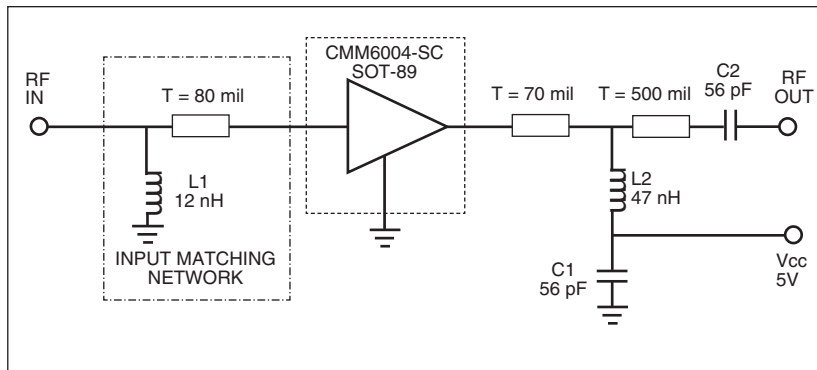 CMM6004-SC
SOT-89
RF
IN
T = 80 mil
T = 70 mil
T = 500 mil
C2
56 pF
RF
OUT
L1
12 nH
L2
47 nH
INPUT MATCHING
NETWORK
C1
56 pF
Vcc
5V